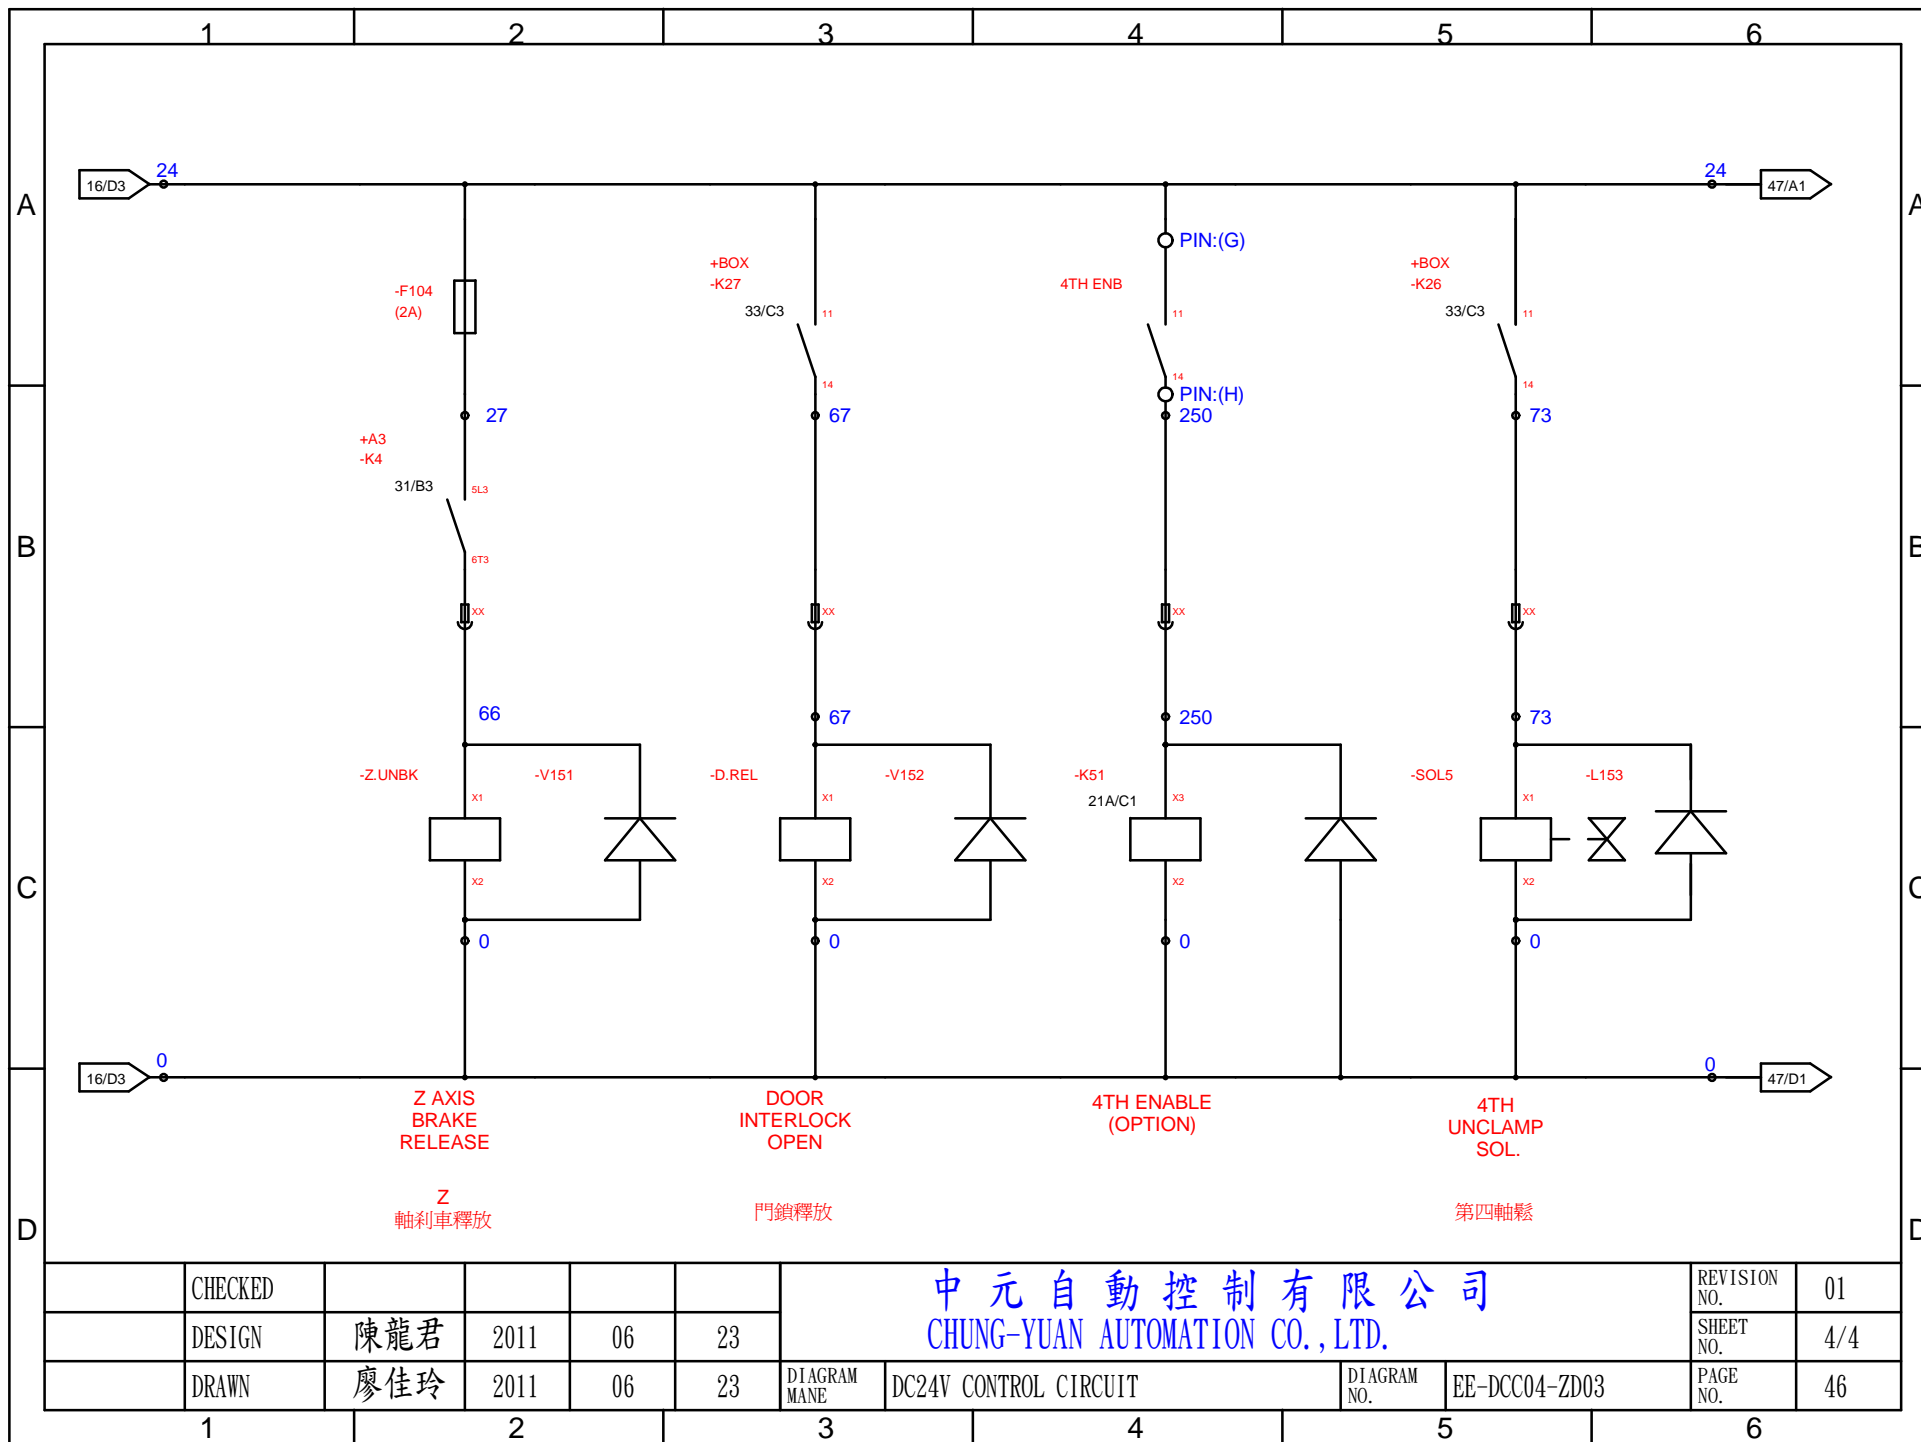 1 2 3 4 5 6
24 24
16/D3 47/A1
A A
PIN:(G)
+BOX +BOX
-K27 4TH ENB -K26
-F104
(2A)
33/C3 11 11 33/C3 11
14 14 14
PIN:(H)
27 67 250 73
+A3
-K4
31/B3 5L3
B B
6T3
XX XX XX XX
66 67 250 73
-Z.UNBK -V151 -D.REL -V152 -K51 -SOL5 -L153
X1 X1 21A/C1 X3 X1
C C
X2 X2 X2 X2
0 0 0 0
0 0
16/D3 47/D1
Z AXIS
BRAKE
RELEASE
DOOR
INTERLOCK
OPEN
4TH ENABLE
(OPTION)
4TH
UNCLAMP
SOL.
Z
軸剎車釋放
門鎖釋放
第四軸鬆
D D
CHECKED
DESIGN 陳龍君 2011 06 23
DRAWN 廖佳玲 2011 06 23
中元自動控制有限公司
CHUNG-YUAN AUTOMATION CO.,LTD.
DIAGRAM
MANE
DC24V CONTROL CIRCUIT
DIAGRAM
NO.
EE-DCC04-ZD03
REVISION
NO.
01
SHEET
NO.
4/4
PAGE
NO.
46
1 2 3 4 5 6